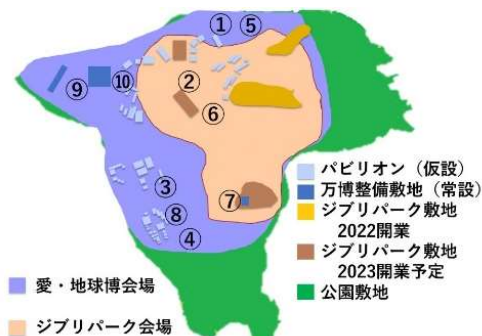 ① ⑤
② 
⑥
⑨ ⑩
③
⑦
⑧
④
パビリオン（仮設）
万博整備敷地（常設）
ジブリパーク敷地
2022開業
ジブリパーク敷地
2023開業予定
公園敷地
愛・地球博会場
ジブリパーク会場